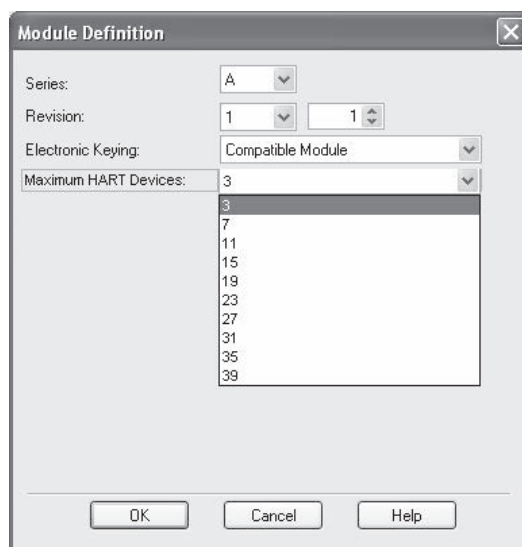 Module Definition
Series: A
Revision: 1 1
Electronic Keying: Compatible Module
Maximum HART Devices: 3
3
7
11
15
19
23
27
31
35
39
OK Cancel Help